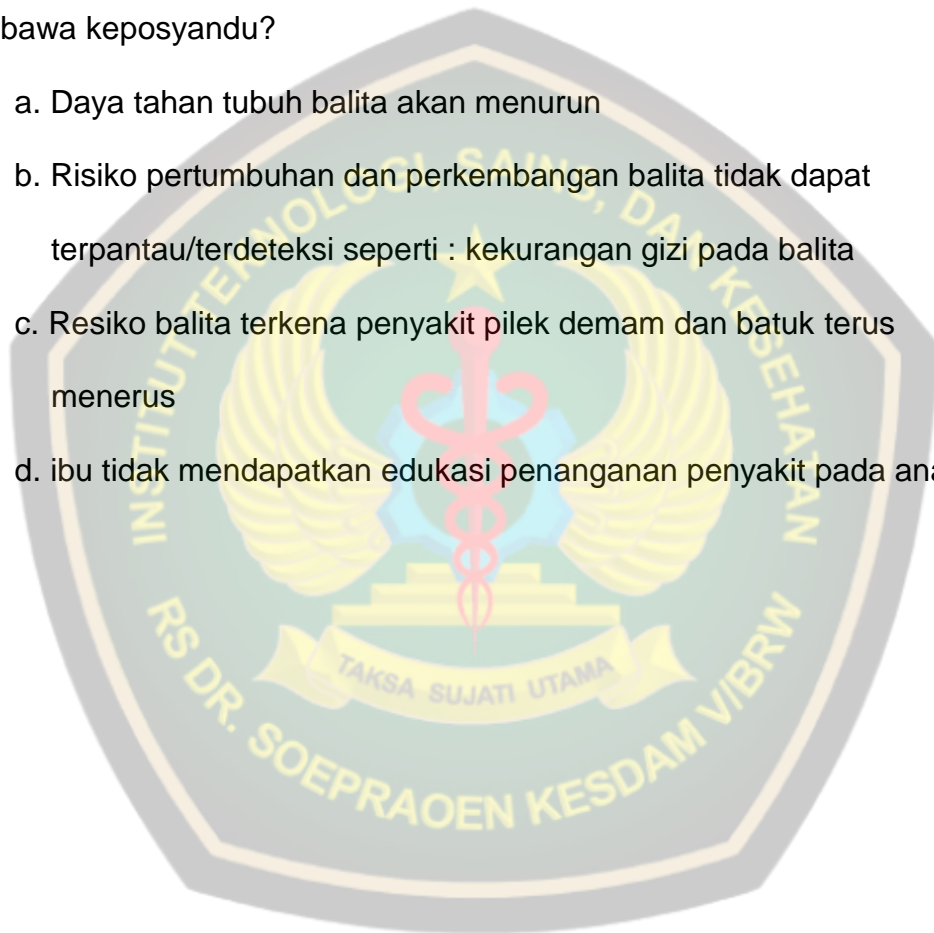 bawa keposyandu?
a. Daya tahan tubuh balita akan menurun
b. Risiko pertumbuhan dan perkembangan balita tidak dapat
terpantau/terdeteksi seperti : kekurangan gizi pada balita
c. Resiko balita terkena penyakit pilek demam dan batuk terus
menerus
d. ibu tidak mendapatkan edukasi penanganan penyakit pada
INSTITUT TEKNOLOGI, SAINS, DAN KESEHATAN
TAKSA SUJATI UTAMA
RS DR. SOEPRAOEN KESDAM V/BRW